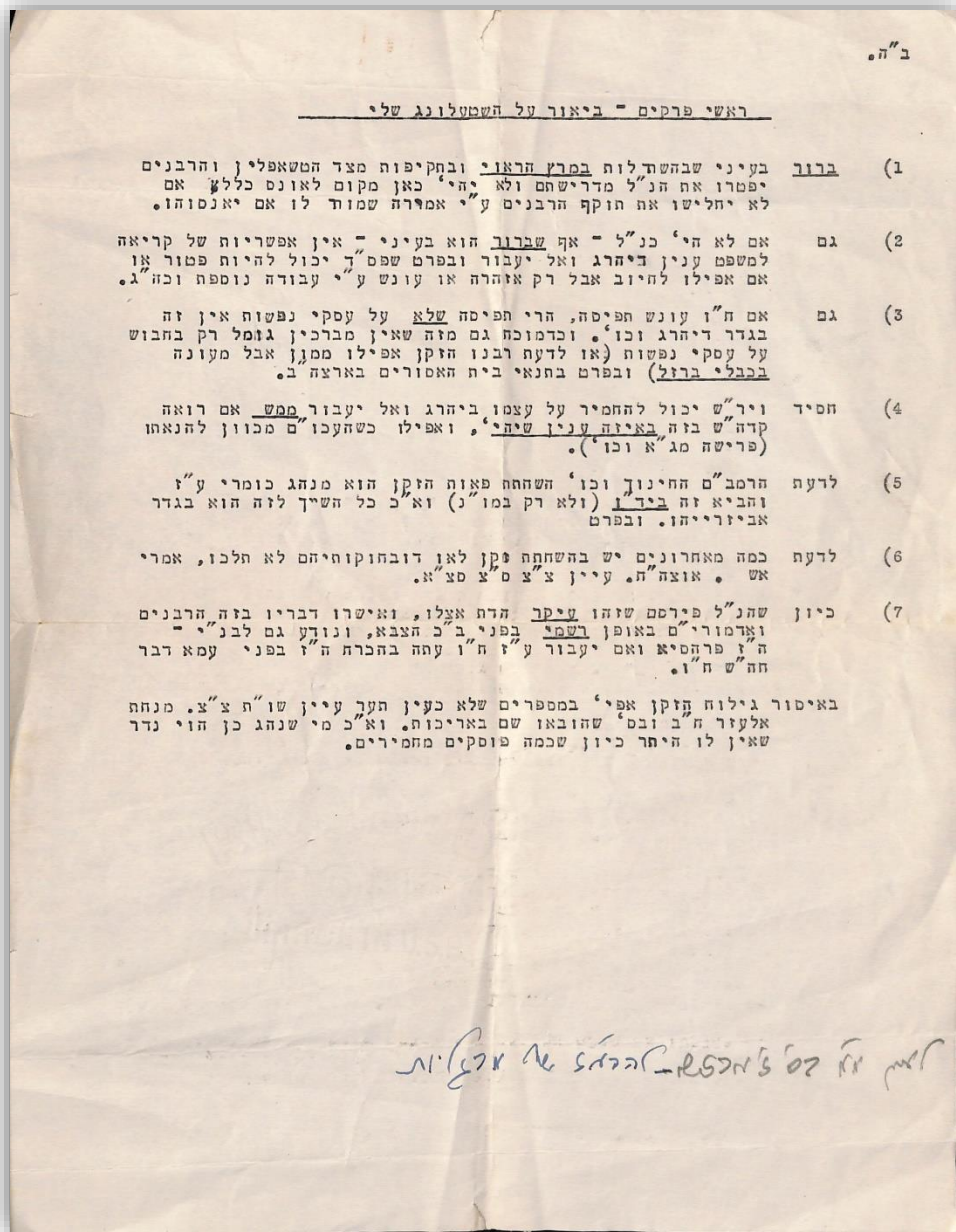 ב"ה.
ראשי פרקים - ביאור על השטעלונג שלי
1) ברור בעיני שבהשתדלות במרץ הראוי ובתקיפות מצד הטשאפלין והרבנים
יפטרו את הנ"ל מדרישתם ולא יהי' כאן מקום לאונס כללץ אם
לא יחלישו את תוקף הרבנים ע"י אמירה שמותר לו אם יאנסוהו.
2) גם אם לא הי' כנ"ל - אף שברור הוא בעיני - אין אפשריות של קריאה
למשפט ענין דיהרג ואל יעבור ובפרט שפס"ד יכול להיות פטור או
אם אפילו לחיוב אבל רק אזהרה או עונש ע"י עבודה נוספת וכה"ג.
3) גם אם ח"ו עונש תפיסה, הרי תפיסה שלא על עסקי נפשות אין זה
בגדר דיהרג וכו'. וכדמוכח גם מזה שאין מברכין גומל רק בחבוש
על עסקי נפשות (או לדעת רבנו הזקן אפילו ממון אבל מעונה
בכבלי ברזל) ובפרט בתנאי בית האסורים בארצה"ב.
4) חסיד ויר"ש יכול להחמיר על עצמו ביהרג ואל יעבור ממש אם רואה
קדה"ש בזה באיזה ענין שיהי', ואפילו כשהעכו"ם מכוון להנאתו
(פרישה מג"א וכו').
5) לדעת הרמב"ם החינוך וכו' השחתת פאות הזקן הוא מנהג כומרי ע"ז
והביא זה ביד"ו (ולא רק במו"נ) וא"כ כל השייך לזה הוא בגדר
אביזרייהו. ובפרט
6) לדעת כמה מאחרונים יש בהשחתת זקן לאו דובחוקותיהם לא תלכו, אמרי
אש . אוצה"ח. עיין צ"צ ס"צ סצ"א.
7) כיון שהנ"ל פירסם שזהו עיקר הדת אצלו, ואישרו דבריו בזה הרבנים
ואדמורי"ם באופן רשמי בפני ב"כ הצבא, ונודע גם לבנ"י -
ה"ז פרהסיא ואם יעבור ע"ז ח"ו עתה בהכרח ה"ז בפני עמא דבר
חה"ש ח"ו.
באיסור גילוח הזקן אפי' במספרים שלא כעין תער עיין שו"ת צ"צ. מנחת
אלעזר ח"ב ובס' שהובאו שם באריכות. וא"כ מי שנהג כן הוי נדר
שאין לו היתר כיון שכמה פוסקים מחמירים.
מרגליות